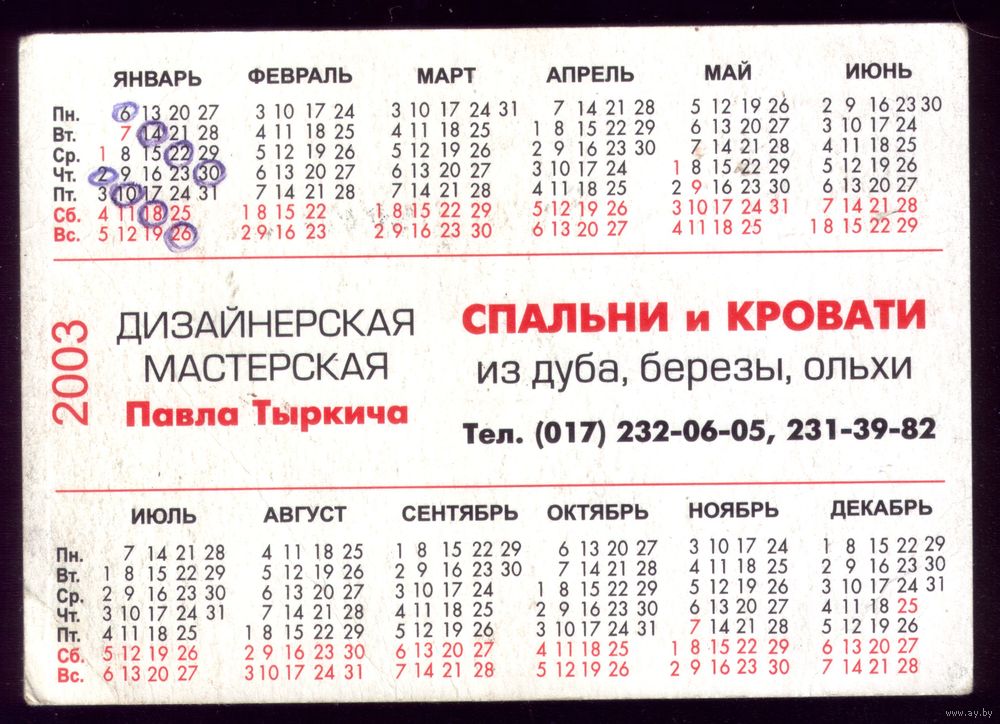 ЯНВАРЬ ФЕВРАЛЬ МАРТ АПРЕЛЬ МАЙ ИЮНЬ
Пн. 6 13 20 27 3 10 17 24 3 10 17 24 31 7 14 21 28 5 12 19 26 2 9 16 23 30
Вт. 7 14 21 28 4 11 18 25 4 11 18 25 1 8 15 22 29 6 13 20 27 3 10 17 24
Ср. 1 8 15 22 29 5 12 19 26 5 12 19 26 2 9 16 23 30 7 14 21 28 4 11 18 25
Чт. 2 9 16 23 30 6 13 20 27 6 13 20 27 3 10 17 24 1 8 15 22 29 5 12 19 26
Пт. 3 10 17 24 31 7 14 21 28 7 14 21 28 4 11 18 25 2 9 16 23 30 6 13 20 27
Сб. 4 11 18 25 1 8 15 22 1 8 15 22 29 5 12 19 26 3 10 17 24 31 7 14 21 28
Вс. 5 12 19 26 2 9 16 23 2 9 16 23 30 6 13 20 27 4 11 18 25 1 8 15 22 29
2003
ДИЗАЙНЕРСКАЯ
МАСТЕРСКАЯ
Павла Тыркича
СПАЛЬНИ и КРОВАТИ
из дуба, березы, ольхи
Тел. (017) 232-06-05, 231-39-82
ИЮЛЬ АВГУСТ СЕНТЯБРЬ ОКТЯБРЬ НОЯБРЬ ДЕКАБРЬ
Пн. 7 14 21 28 4 11 18 25 1 8 15 22 29 6 13 20 27 3 10 17 24 1 8 15 22 29
Вт. 1 8 15 22 29 5 12 19 26 2 9 16 23 30 7 14 21 28 4 11 18 25 2 9 16 23 30
Ср. 2 9 16 23 30 6 13 20 27 3 10 17 24 1 8 15 22 29 5 12 19 26 3 10 17 24 31
Чт. 3 10 17 24 31 7 14 21 28 4 11 18 25 2 9 16 23 30 6 13 20 27 4 11 18 25
Пт. 4 11 18 25 1 8 15 22 29 5 12 19 26 3 10 17 24 31 7 14 21 28 5 12 19 26
Сб. 5 12 19 26 2 9 16 23 30 6 13 20 27 4 11 18 25 1 8 15 22 29 6 13 20 27
Вс. 6 13 20 27 3 10 17 24 31 7 14 21 28 5 12 19 26 2 9 16 23 30 7 14 21 28
www.ay.by